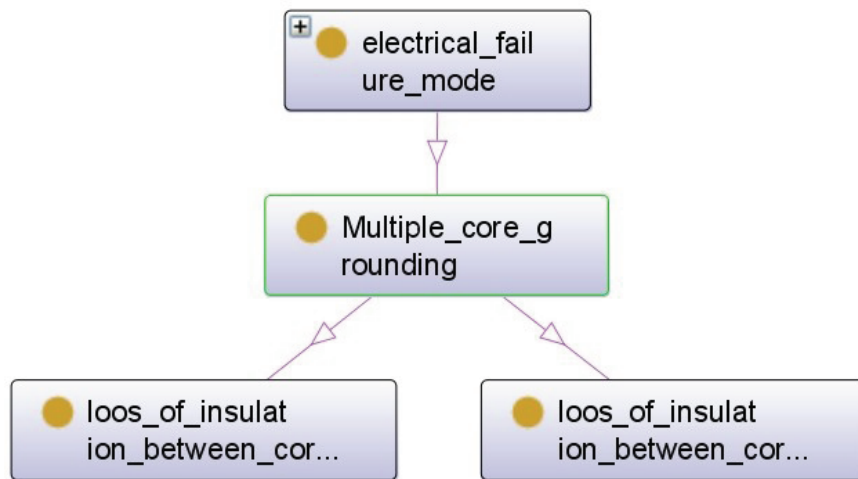 electrical_fail
ure_mode
Multiple_core_g
rounding
loos_of_insulat
ion_between_cor...
loos_of_insulat
ion_between_cor...